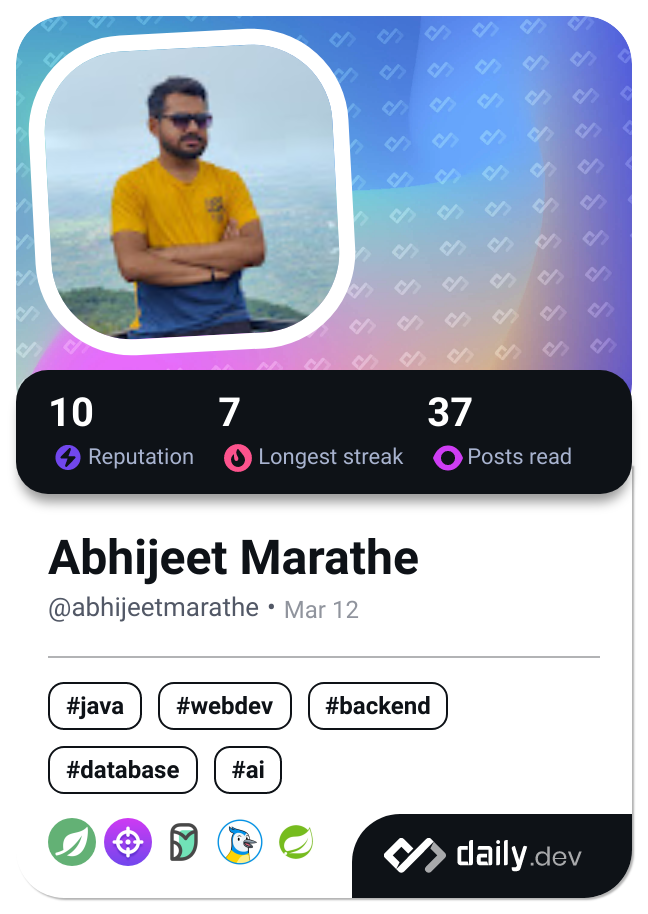 10 7 37
Reputation Longest streak Posts read
Abhijeet Marathe
@abhijeetmarathe • Mar 12
#java #webdev #backend
#database #ai
daily.dev